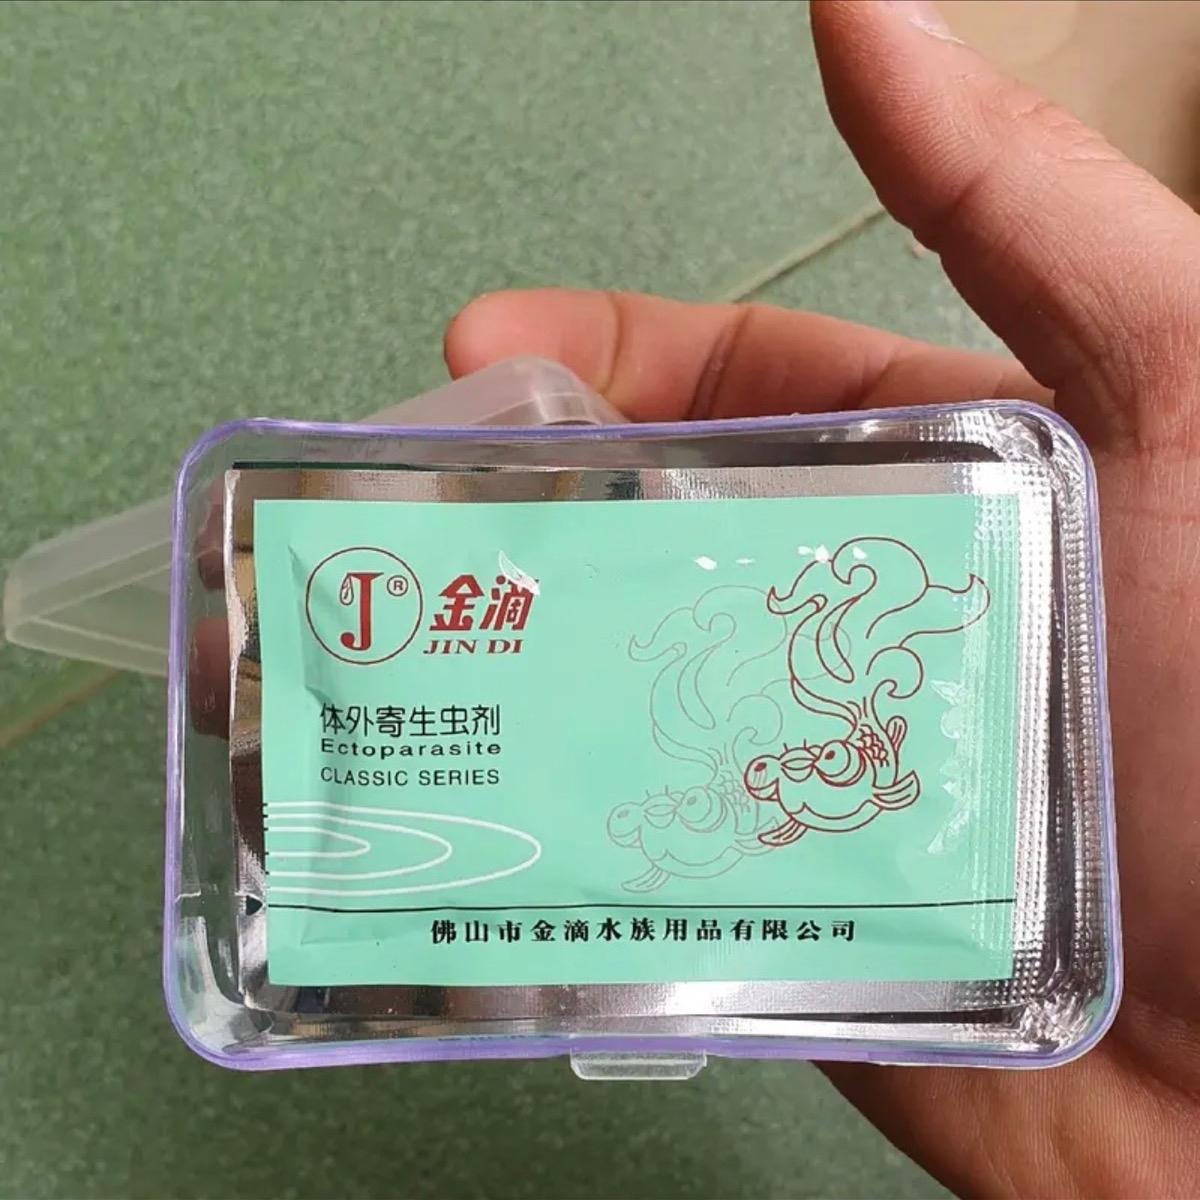 J®
金滴
JIN DI
体外寄生虫剂
Ectoparasite
CLASSIC SERIES
佛山市金滴水族用品有限公司